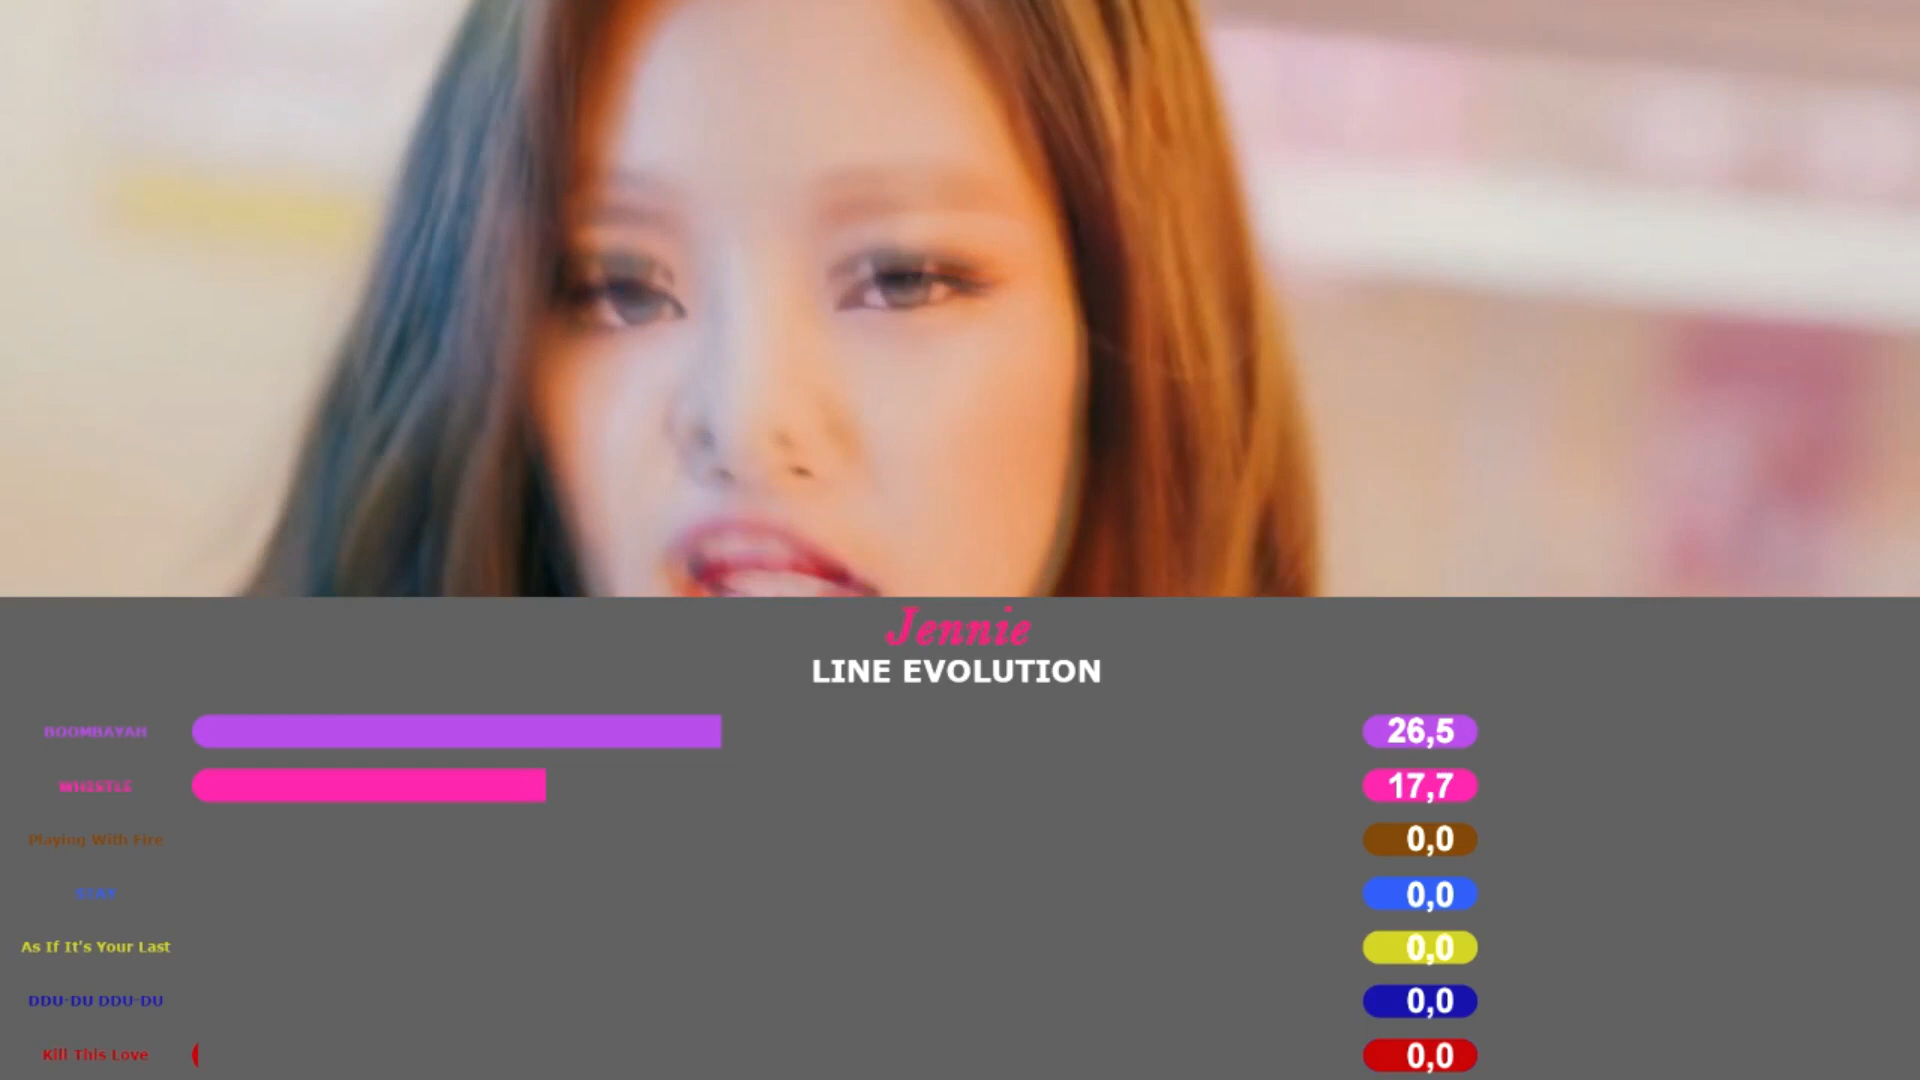 Jennie
LINE EVOLUTION
BOOMBAYAH 26,5
WHISTLE 17,7
Playing With Fire 0,0
STAY 0,0
As If It's Your Last 0,0
DDU-DU DDU-DU 0,0
Kill This Love 0,0